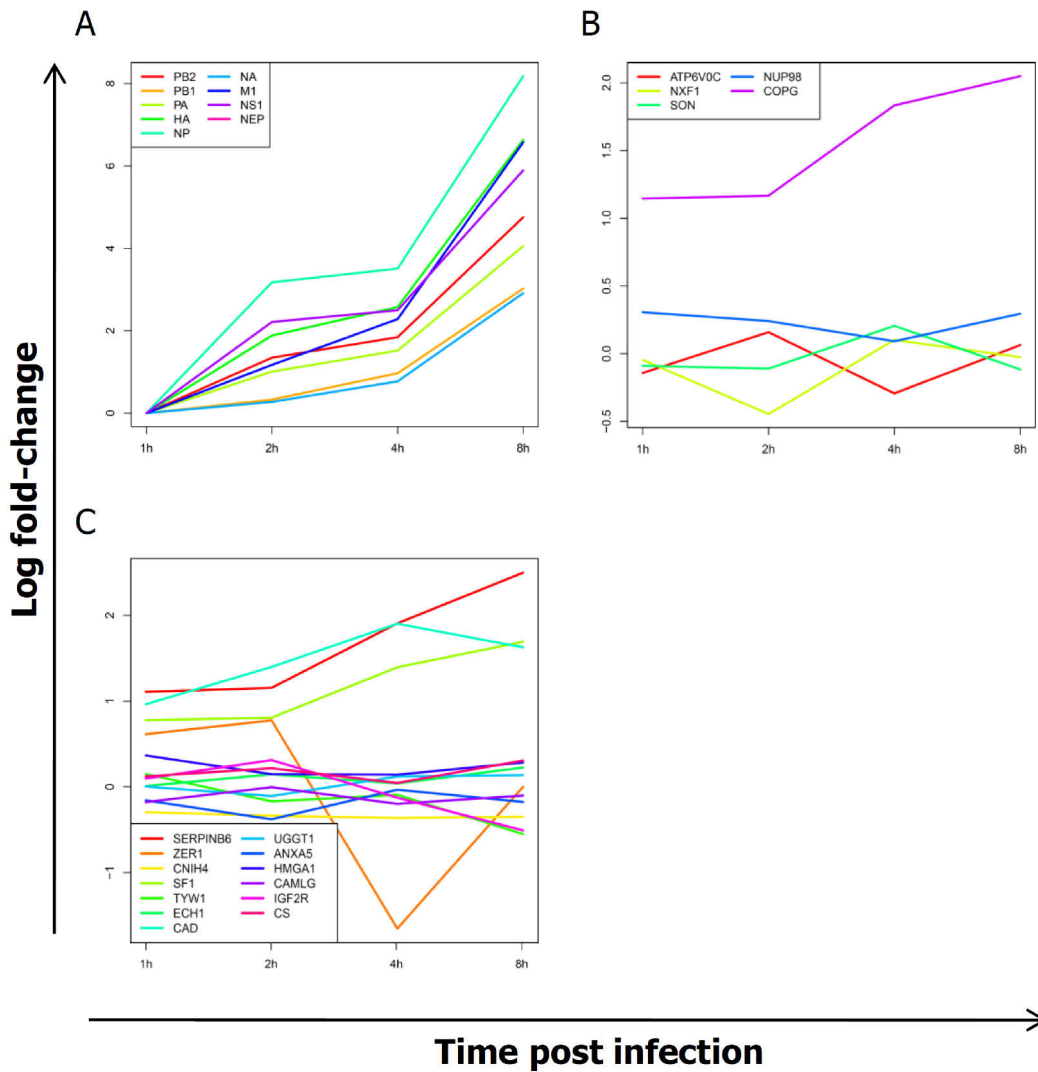 A
PB2 NA
PB1 M1
PA NS1
HA NEP
NP
8
6
4
2
0
1h 2h 4h 8h
B
ATP6V0C NUP98
NXF1 COPG
SON
2.0
1.5
1.0
0.5
0.0
−0.5
1h 2h 4h 8h
Log fold-change
C
2
1
0
−1
SERPINB6 UGGT1
ZER1 ANXA5
CNIH4 HMGA1
SF1 CAMLG
TYW1 IGF2R
ECH1 CS
CAD
1h 2h 4h 8h
Time post infection